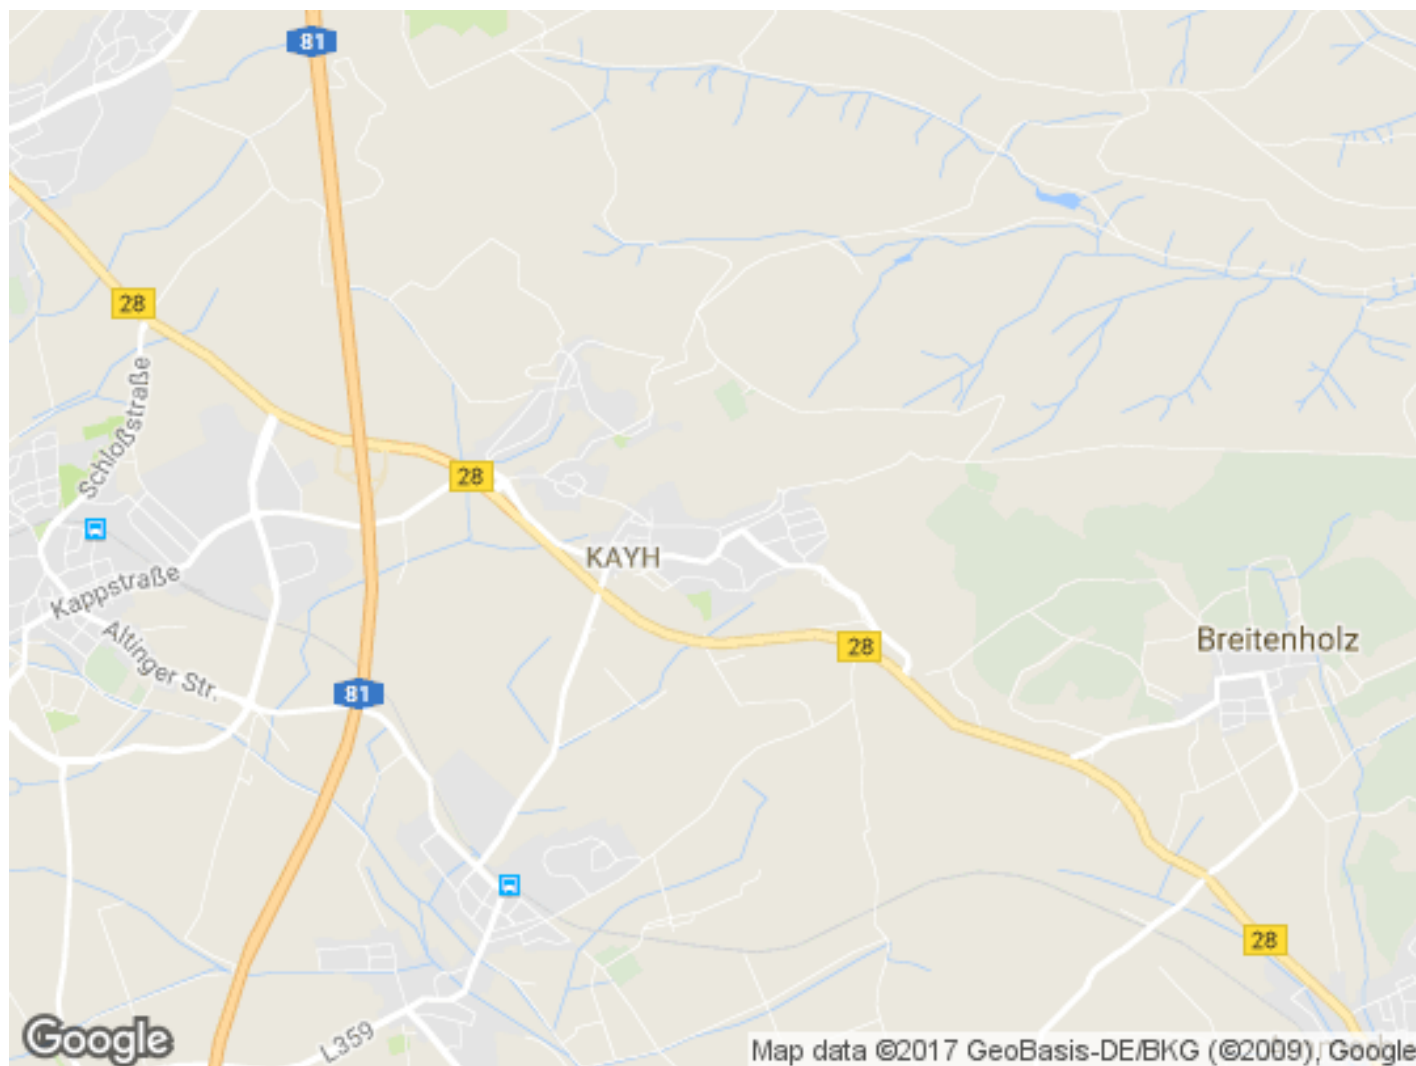 81
28
Schloßstraße
28
KAYH
Kappstraße
Altinger Str.
28
Breitenholz
81
28
L359
Google
Map data ©2017 GeoBasis-DE/BKG (©2009), Google